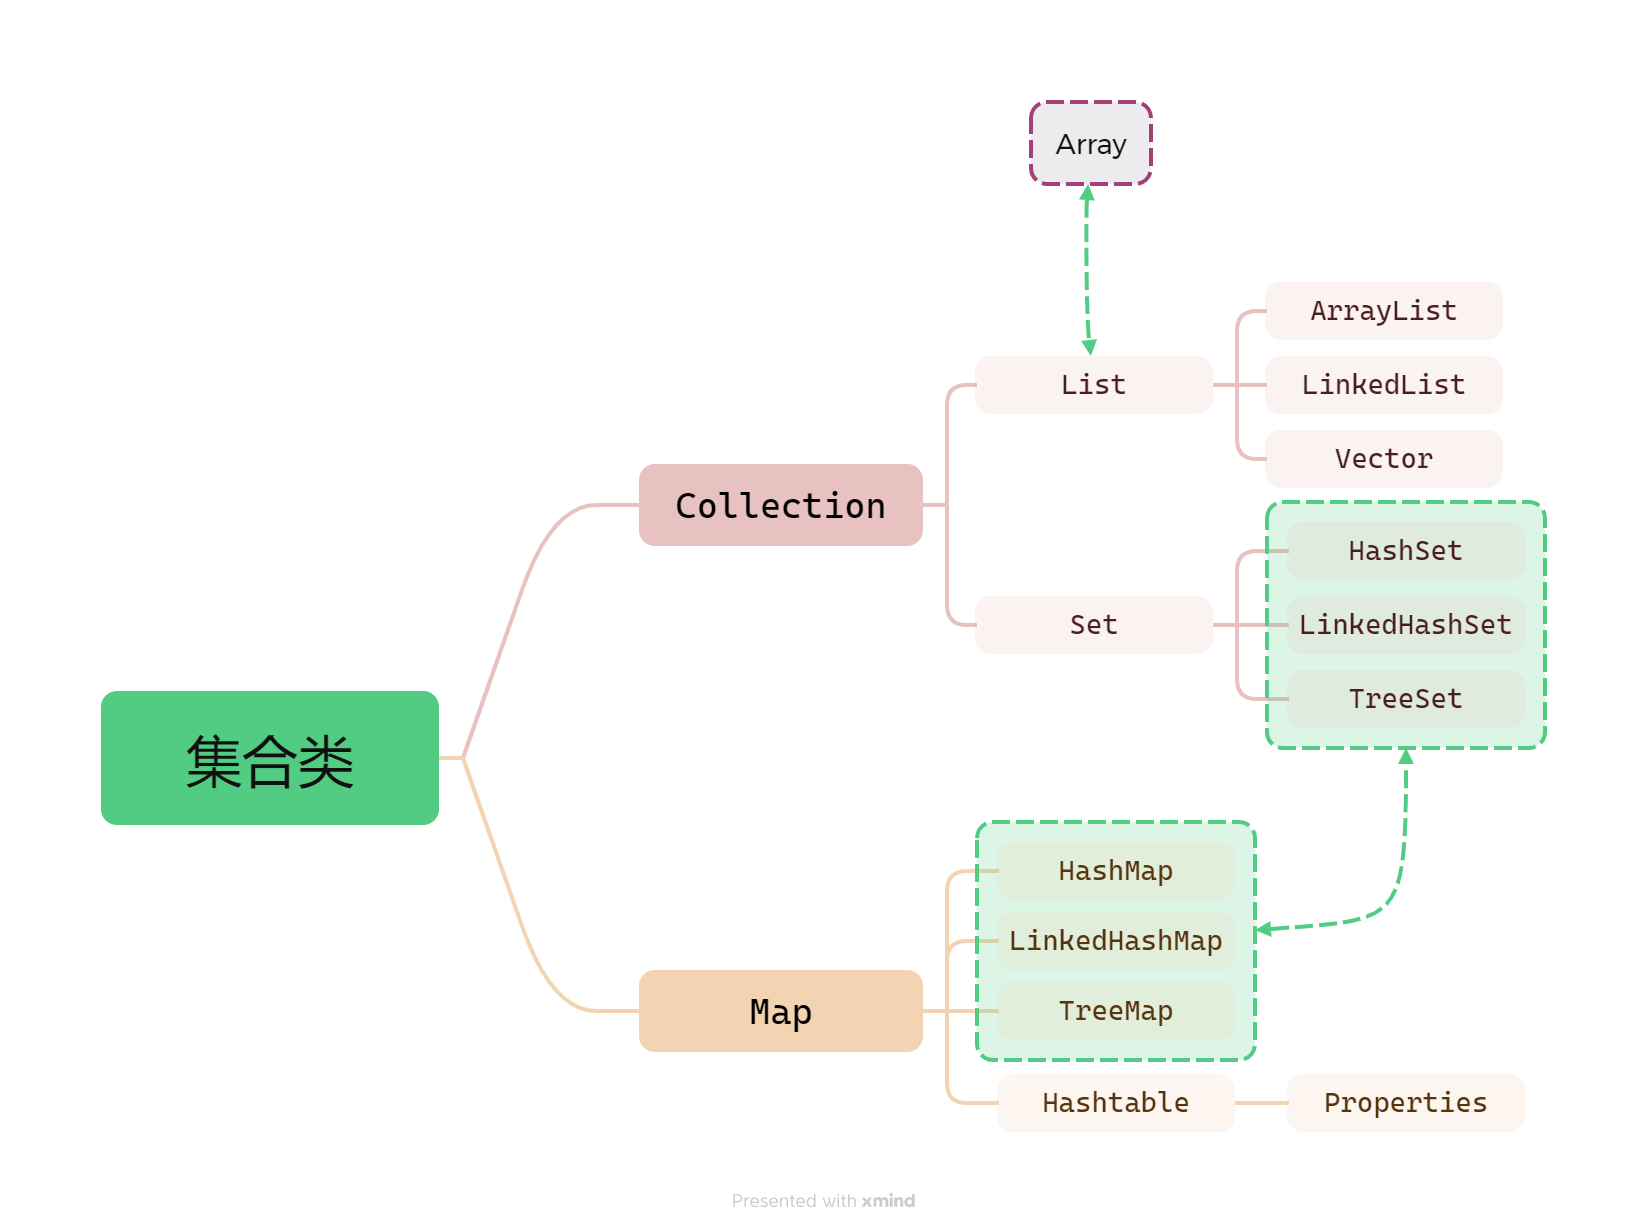 Array
ArrayList
List
LinkedList
Vector
Collection
HashSet
Set
LinkedHashSet
TreeSet
集合类
HashMap
LinkedHashMap
Map
TreeMap
Hashtable
Properties
Presented with xmind